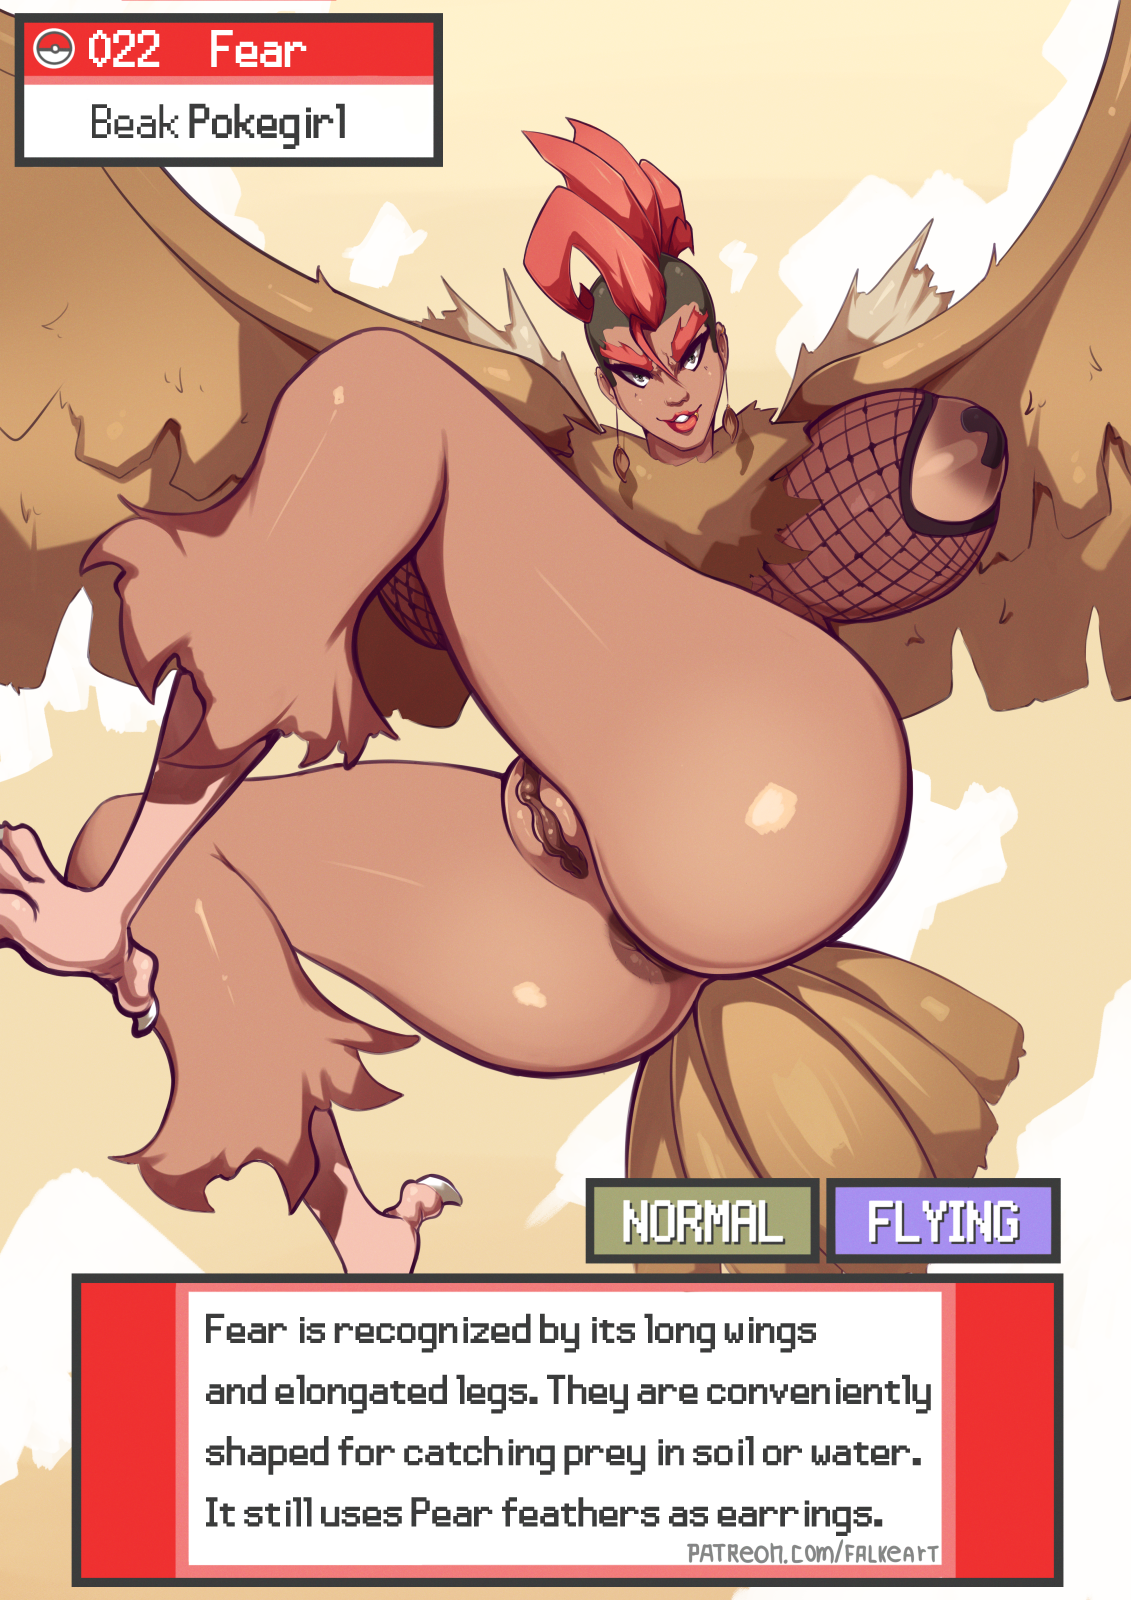 022 Fear
Beak Pokegirl
NORMAL FLYING
Fear is recognized by its long wings
and elongated legs. They are conveniently
shaped for catching prey in soil or water.
It still uses Pear feathers as earrings.
PATREON.COM/FALKEART